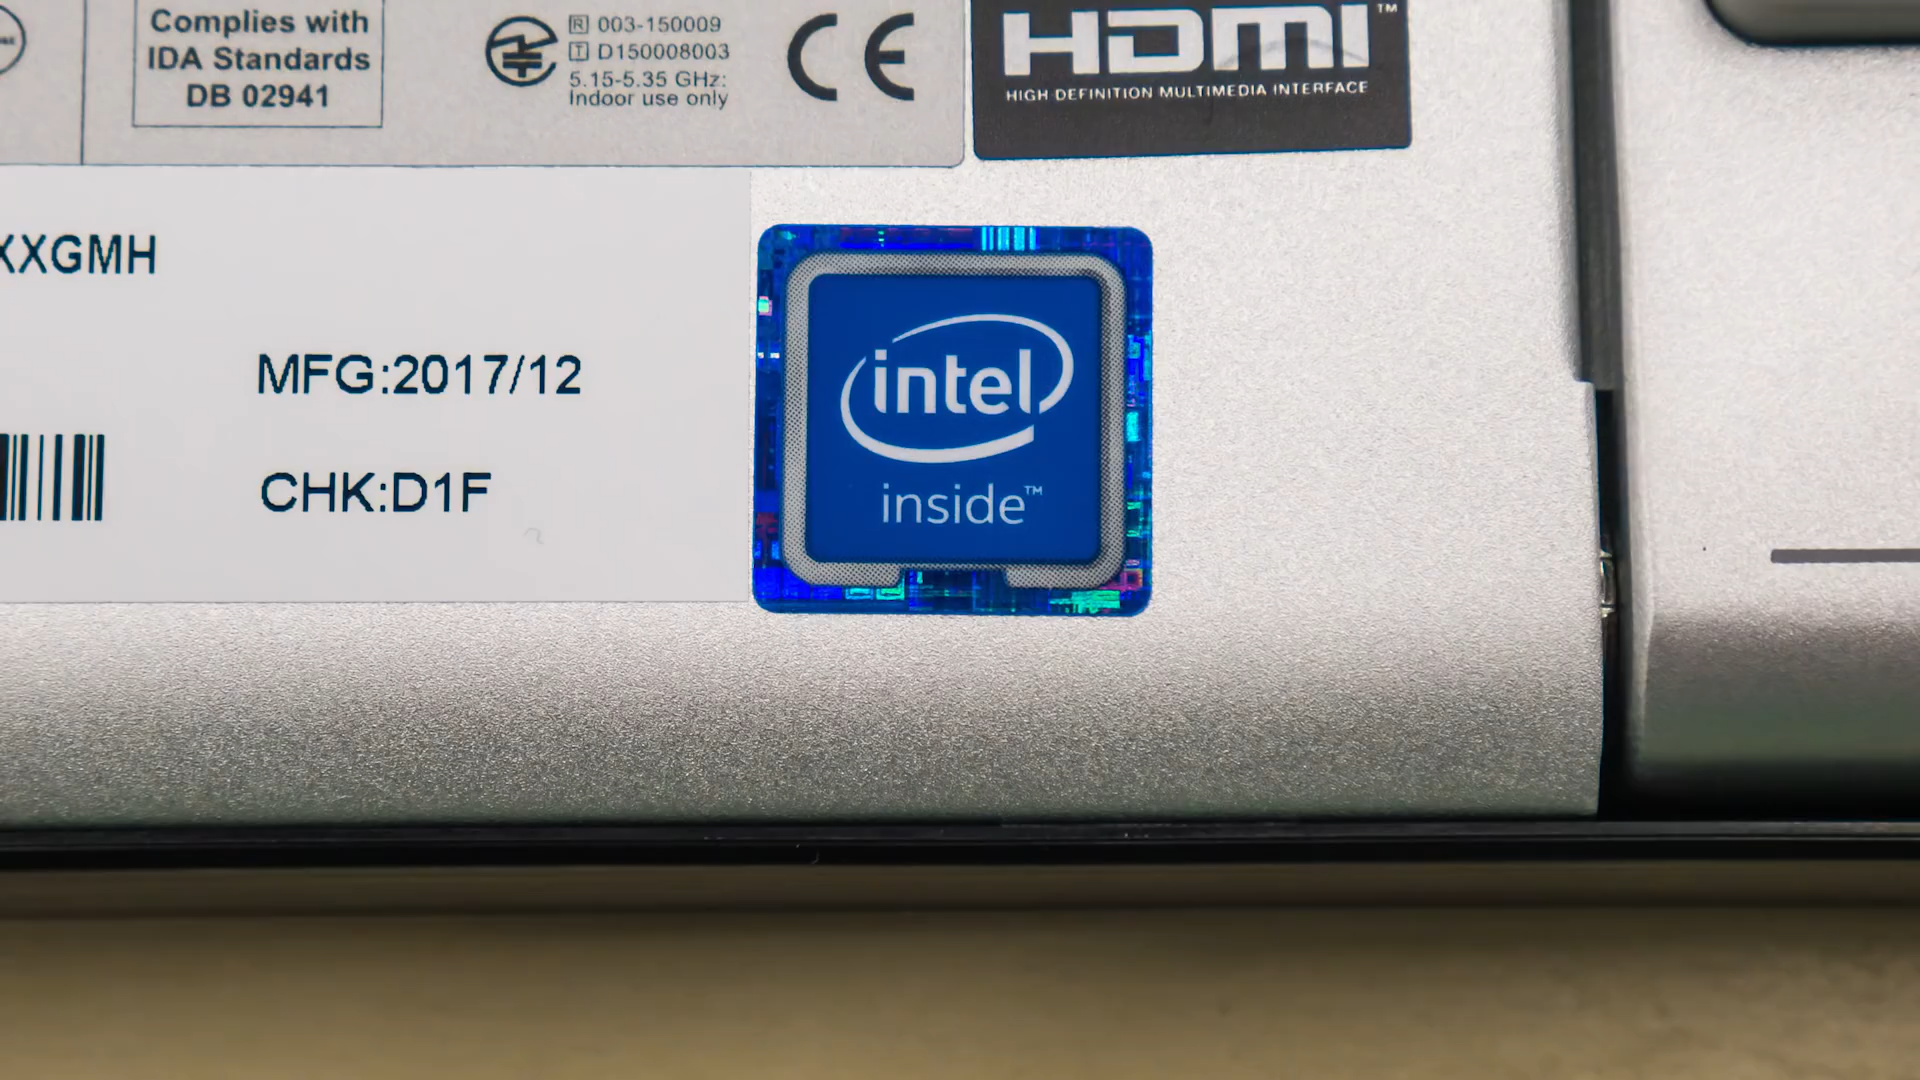 Complies with
IDA Standards
DB 02941
R 003-150009
T D150008003
5.15-5.35 GHz:
Indoor use only
CE
HDMI™
HIGH-DEFINITION MULTIMEDIA INTERFACE
XXGMH
MFG:2017/12
CHK:D1F
intel
inside™